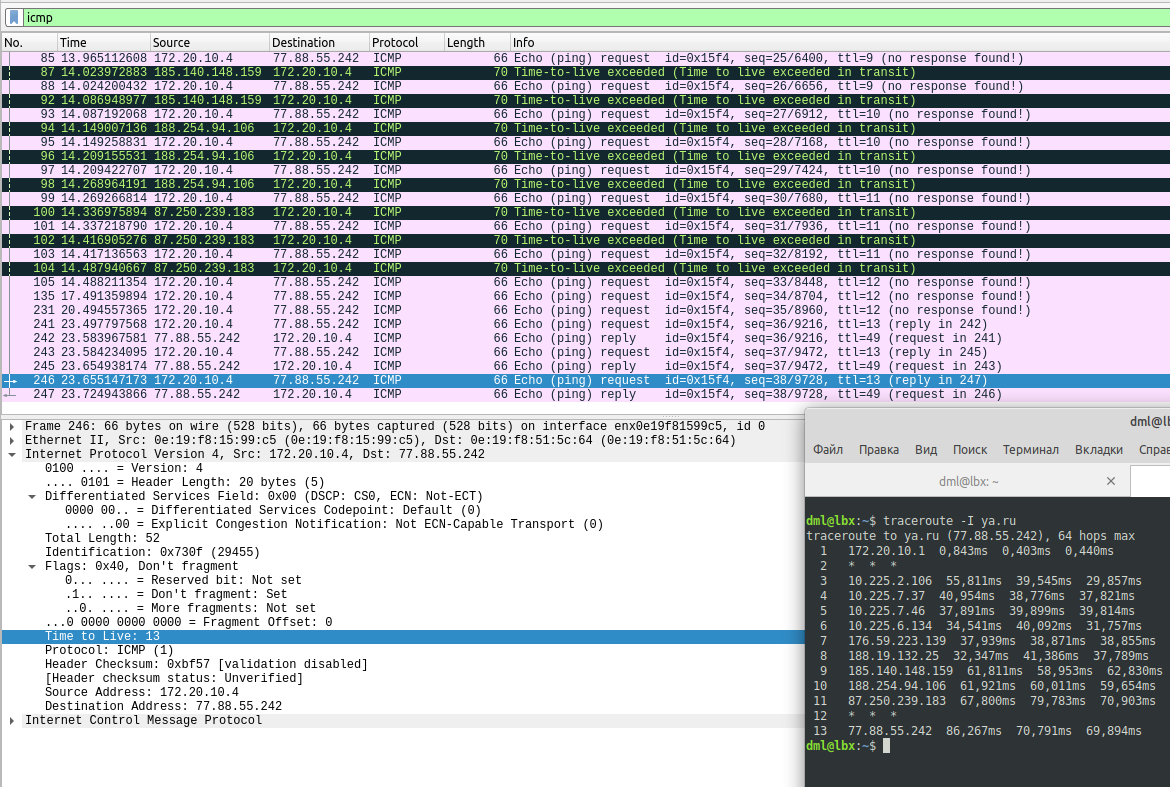 icmp
No. Time Source Destination Protocol Length Info
85 13.965112608 172.20.10.4 77.88.55.242 ICMP 66 Echo (ping) request id=0x15f4, seq=25/6400, ttl=9 (no response found!)
87 14.023972883 185.140.148.159 172.20.10.4 ICMP 70 Time-to-live exceeded (Time to live exceeded in transit)
88 14.024200432 172.20.10.4 77.88.55.242 ICMP 66 Echo (ping) request id=0x15f4, seq=26/6656, ttl=9 (no response found!)
92 14.086948977 185.140.148.159 172.20.10.4 ICMP 70 Time-to-live exceeded (Time to live exceeded in transit)
93 14.087192068 172.20.10.4 77.88.55.242 ICMP 66 Echo (ping) request id=0x15f4, seq=27/6912, ttl=10 (no response found!)
94 14.149007136 188.254.94.106 172.20.10.4 ICMP 70 Time-to-live exceeded (Time to live exceeded in transit)
95 14.149258831 172.20.10.4 77.88.55.242 ICMP 66 Echo (ping) request id=0x15f4, seq=28/7168, ttl=10 (no response found!)
96 14.209155531 188.254.94.106 172.20.10.4 ICMP 70 Time-to-live exceeded (Time to live exceeded in transit)
97 14.209422707 172.20.10.4 77.88.55.242 ICMP 66 Echo (ping) request id=0x15f4, seq=29/7424, ttl=10 (no response found!)
98 14.268964191 188.254.94.106 172.20.10.4 ICMP 70 Time-to-live exceeded (Time to live exceeded in transit)
99 14.269266814 172.20.10.4 77.88.55.242 ICMP 66 Echo (ping) request id=0x15f4, seq=30/7680, ttl=11 (no response found!)
100 14.336975894 87.250.239.183 172.20.10.4 ICMP 70 Time-to-live exceeded (Time to live exceeded in transit)
101 14.337218790 172.20.10.4 77.88.55.242 ICMP 66 Echo (ping) request id=0x15f4, seq=31/7936, ttl=11 (no response found!)
102 14.416905276 87.250.239.183 172.20.10.4 ICMP 70 Time-to-live exceeded (Time to live exceeded in transit)
103 14.417136563 172.20.10.4 77.88.55.242 ICMP 66 Echo (ping) request id=0x15f4, seq=32/8192, ttl=11 (no response found!)
104 14.487940667 87.250.239.183 172.20.10.4 ICMP 70 Time-to-live exceeded (Time to live exceeded in transit)
105 14.488211354 172.20.10.4 77.88.55.242 ICMP 66 Echo (ping) request id=0x15f4, seq=33/8448, ttl=12 (no response found!)
135 17.491359894 172.20.10.4 77.88.55.242 ICMP 66 Echo (ping) request id=0x15f4, seq=34/8704, ttl=12 (no response found!)
231 20.494557365 172.20.10.4 77.88.55.242 ICMP 66 Echo (ping) request id=0x15f4, seq=35/8960, ttl=12 (no response found!)
241 23.497797568 172.20.10.4 77.88.55.242 ICMP 66 Echo (ping) request id=0x15f4, seq=36/9216, ttl=13 (reply in 242)
242 23.583967581 77.88.55.242 172.20.10.4 ICMP 66 Echo (ping) reply id=0x15f4, seq=36/9216, ttl=49 (request in 241)
243 23.584234095 172.20.10.4 77.88.55.242 ICMP 66 Echo (ping) request id=0x15f4, seq=37/9472, ttl=13 (reply in 245)
245 23.654938174 77.88.55.242 172.20.10.4 ICMP 66 Echo (ping) reply id=0x15f4, seq=37/9472, ttl=49 (request in 243)
246 23.655147173 172.20.10.4 77.88.55.242 ICMP 66 Echo (ping) request id=0x15f4, seq=38/9728, ttl=13 (reply in 247)
247 23.724943866 77.88.55.242 172.20.10.4 ICMP 66 Echo (ping) reply id=0x15f4, seq=38/9728, ttl=49 (request in 246)
Frame 246: 66 bytes on wire (528 bits), 66 bytes captured (528 bits) on interface enx0e19f81599c5, id 0
Ethernet II, Src: 0e:19:f8:15:99:c5 (0e:19:f8:15:99:c5), Dst: 0e:19:f8:51:5c:64 (0e:19:f8:51:5c:64)
Internet Protocol Version 4, Src: 172.20.10.4, Dst: 77.88.55.242
0100 .... = Version: 4
.... 0101 = Header Length: 20 bytes (5)
Differentiated Services Field: 0x00 (DSCP: CS0, ECN: Not-ECT)
0000 00.. = Differentiated Services Codepoint: Default (0)
.... ..00 = Explicit Congestion Notification: Not ECN-Capable Transport (0)
Total Length: 52
Identification: 0x730f (29455)
Flags: 0x40, Don't fragment
0... .... = Reserved bit: Not set
.1.. .... = Don't fragment: Set
..0. .... = More fragments: Not set
...0 0000 0000 0000 = Fragment Offset: 0
Time to Live: 13
Protocol: ICMP (1)
Header Checksum: 0xbf57 [validation disabled]
[Header checksum status: Unverified]
Source Address: 172.20.10.4
Destination Address: 77.88.55.242
Internet Control Message Protocol
dml@lb
Файл Правка Вид Поиск Терминал Вкладки Справ
dml@lbx: ~ ×
dml@lbx:~$ traceroute -I ya.ru
traceroute to ya.ru (77.88.55.242), 64 hops max
1 172.20.10.1 0,843ms 0,403ms 0,440ms
2 * * *
3 10.225.2.106 55,811ms 39,545ms 29,857ms
4 10.225.7.37 40,954ms 38,776ms 37,821ms
5 10.225.7.46 37,891ms 39,899ms 39,814ms
6 10.225.6.134 34,541ms 40,092ms 31,757ms
7 176.59.223.139 37,939ms 38,871ms 38,855ms
8 188.19.132.25 32,347ms 41,386ms 37,789ms
9 185.140.148.159 61,811ms 58,953ms 62,830ms
10 188.254.94.106 61,921ms 60,011ms 59,654ms
11 87.250.239.183 67,800ms 79,783ms 70,903ms
12 * * *
13 77.88.55.242 86,267ms 70,791ms 69,894ms
dml@lbx:~$